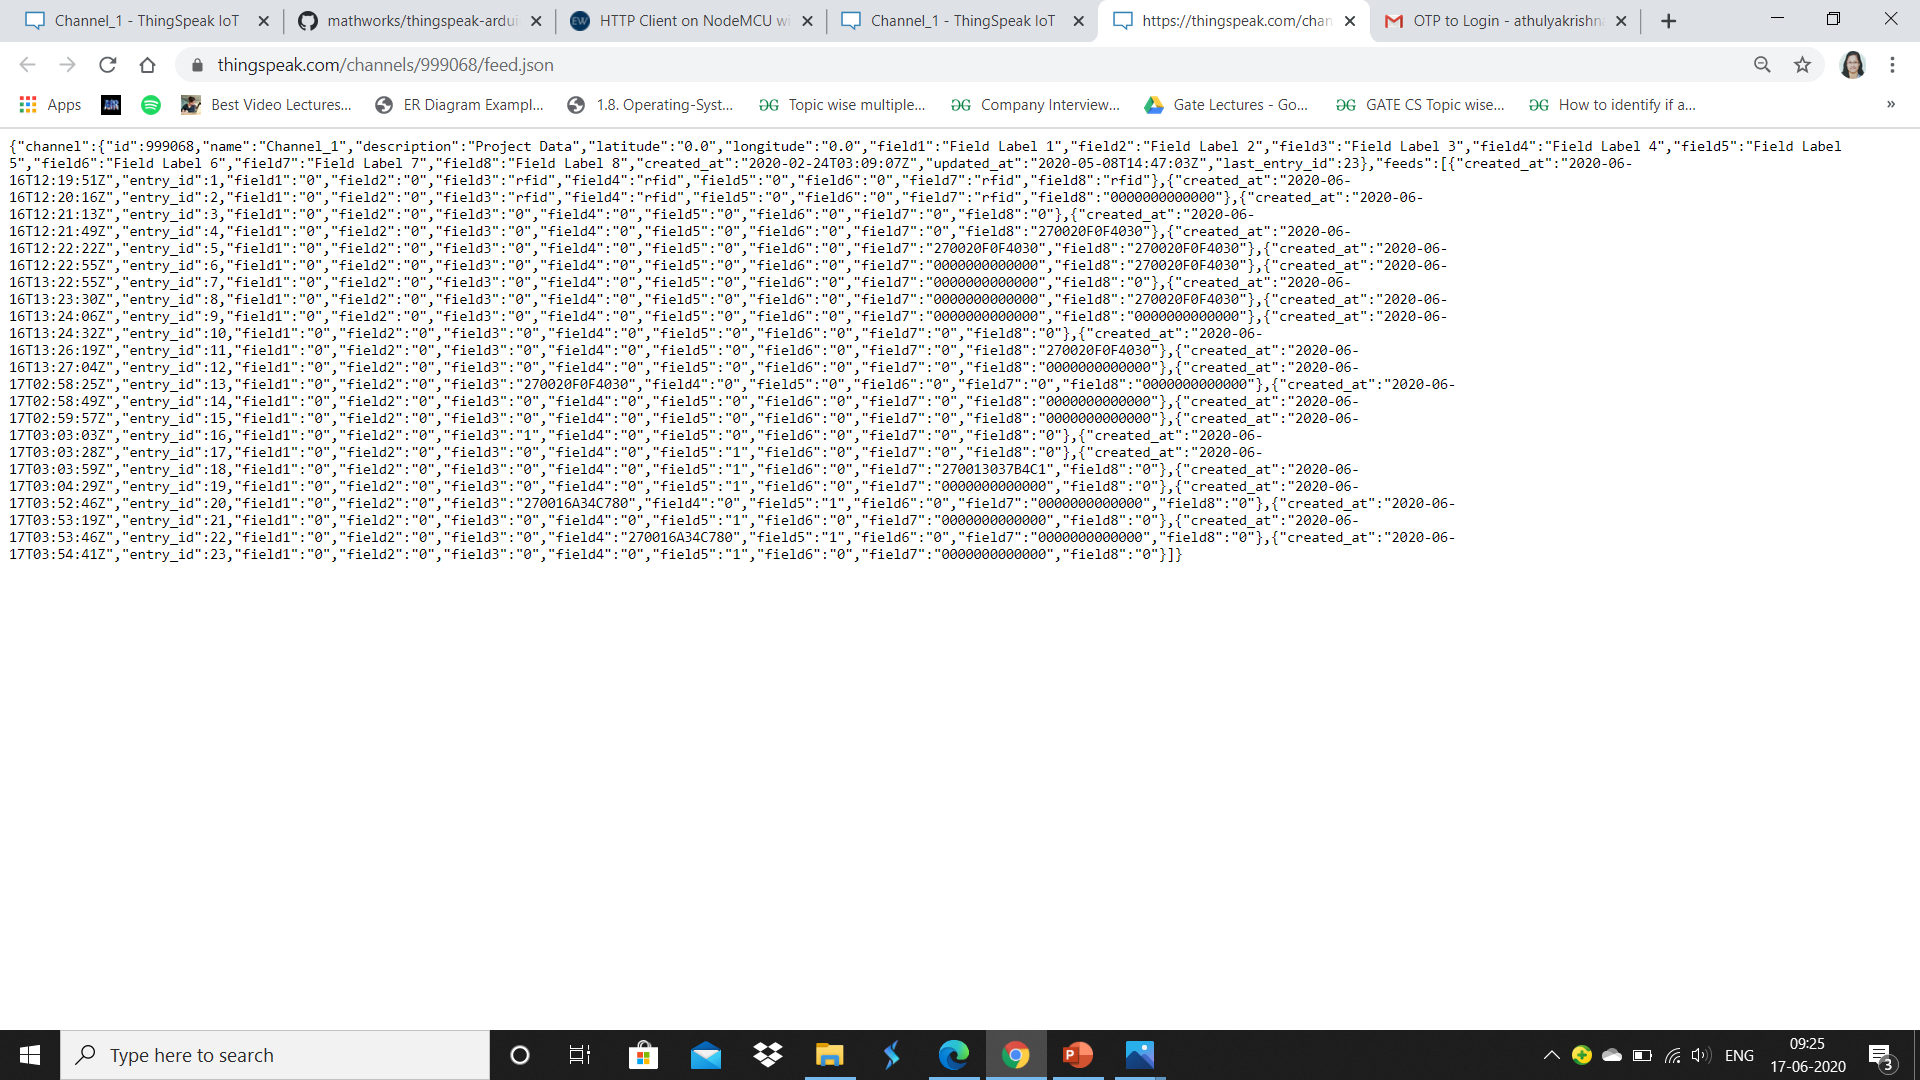 Channel_1 - ThingSpeak IoT
mathworks/thingspeak-ardui
HTTP Client on NodeMCU wi
Channel_1 - ThingSpeak IoT
https://thingspeak.com/chan
OTP to Login - athulyakrishn
thingspeak.com/channels/999068/feed.json
Apps
Best Video Lectures...
ER Diagram Exampl...
1.8. Operating-Syst...
Topic wise multiple...
Company Interview...
Gate Lectures - Go...
GATE CS Topic wise...
How to identify if a...
»
{"channel":{"id":999068,"name":"Channel_1","description":"Project Data","latitude":"0.0","longitude":"0.0","field1":"Field Label 1","field2":"Field Label 2","field3":"Field Label 3","field4":"Field Label 4","field5":"Field Label
5","field6":"Field Label 6","field7":"Field Label 7","field8":"Field Label 8","created_at":"2020-02-24T03:09:07Z","updated_at":"2020-05-08T14:47:03Z","last_entry_id":23},"feeds":[{"created_at":"2020-06-
16T12:19:51Z","entry_id":1,"field1":"0","field2":"0","field3":"rfid","field4":"rfid","field5":"0","field6":"0","field7":"rfid","field8":"rfid"},{"created_at":"2020-06-
16T12:20:16Z","entry_id":2,"field1":"0","field2":"0","field3":"rfid","field4":"rfid","field5":"0","field6":"0","field7":"rfid","field8":"0000000000000"},{"created_at":"2020-06-
16T12:21:13Z","entry_id":3,"field1":"0","field2":"0","field3":"0","field4":"0","field5":"0","field6":"0","field7":"0","field8":"0"},{"created_at":"2020-06-
16T12:21:49Z","entry_id":4,"field1":"0","field2":"0","field3":"0","field4":"0","field5":"0","field6":"0","field7":"0","field8":"270020F0F4030"},{"created_at":"2020-06-
16T12:22:22Z","entry_id":5,"field1":"0","field2":"0","field3":"0","field4":"0","field5":"0","field6":"0","field7":"270020F0F4030","field8":"270020F0F4030"},{"created_at":"2020-06-
16T12:22:55Z","entry_id":6,"field1":"0","field2":"0","field3":"0","field4":"0","field5":"0","field6":"0","field7":"0000000000000","field8":"270020F0F4030"},{"created_at":"2020-06-
16T13:22:55Z","entry_id":7,"field1":"0","field2":"0","field3":"0","field4":"0","field5":"0","field6":"0","field7":"0000000000000","field8":"0"},{"created_at":"2020-06-
16T13:23:30Z","entry_id":8,"field1":"0","field2":"0","field3":"0","field4":"0","field5":"0","field6":"0","field7":"0000000000000","field8":"270020F0F4030"},{"created_at":"2020-06-
16T13:24:06Z","entry_id":9,"field1":"0","field2":"0","field3":"0","field4":"0","field5":"0","field6":"0","field7":"0000000000000","field8":"0000000000000"},{"created_at":"2020-06-
16T13:24:32Z","entry_id":10,"field1":"0","field2":"0","field3":"0","field4":"0","field5":"0","field6":"0","field7":"0","field8":"0"},{"created_at":"2020-06-
16T13:26:19Z","entry_id":11,"field1":"0","field2":"0","field3":"0","field4":"0","field5":"0","field6":"0","field7":"0","field8":"270020F0F4030"},{"created_at":"2020-06-
16T13:27:04Z","entry_id":12,"field1":"0","field2":"0","field3":"0","field4":"0","field5":"0","field6":"0","field7":"0","field8":"0000000000000"},{"created_at":"2020-06-
17T02:58:25Z","entry_id":13,"field1":"0","field2":"0","field3":"270020F0F4030","field4":"0","field5":"0","field6":"0","field7":"0","field8":"0000000000000"},{"created_at":"2020-06-
17T02:58:49Z","entry_id":14,"field1":"0","field2":"0","field3":"0","field4":"0","field5":"0","field6":"0","field7":"0","field8":"0000000000000"},{"created_at":"2020-06-
17T02:59:57Z","entry_id":15,"field1":"0","field2":"0","field3":"0","field4":"0","field5":"0","field6":"0","field7":"0","field8":"0000000000000"},{"created_at":"2020-06-
17T03:03:03Z","entry_id":16,"field1":"0","field2":"0","field3":"1","field4":"0","field5":"0","field6":"0","field7":"0","field8":"0"},{"created_at":"2020-06-
17T03:03:28Z","entry_id":17,"field1":"0","field2":"0","field3":"0","field4":"0","field5":"1","field6":"0","field7":"0","field8":"0"},{"created_at":"2020-06-
17T03:03:59Z","entry_id":18,"field1":"0","field2":"0","field3":"0","field4":"0","field5":"1","field6":"0","field7":"270013037B4C1","field8":"0"},{"created_at":"2020-06-
17T03:04:29Z","entry_id":19,"field1":"0","field2":"0","field3":"0","field4":"0","field5":"1","field6":"0","field7":"0000000000000","field8":"0"},{"created_at":"2020-06-
17T03:52:46Z","entry_id":20,"field1":"0","field2":"0","field3":"270016A34C780","field4":"0","field5":"1","field6":"0","field7":"0000000000000","field8":"0"},{"created_at":"2020-06-
17T03:53:19Z","entry_id":21,"field1":"0","field2":"0","field3":"0","field4":"0","field5":"1","field6":"0","field7":"0000000000000","field8":"0"},{"created_at":"2020-06-
17T03:53:46Z","entry_id":22,"field1":"0","field2":"0","field3":"0","field4":"270016A34C780","field5":"1","field6":"0","field7":"0000000000000","field8":"0"},{"created_at":"2020-06-
17T03:54:41Z","entry_id":23,"field1":"0","field2":"0","field3":"0","field4":"0","field5":"1","field6":"0","field7":"0000000000000","field8":"0"}]}
Type here to search
ENG
09:25
17-06-2020
3